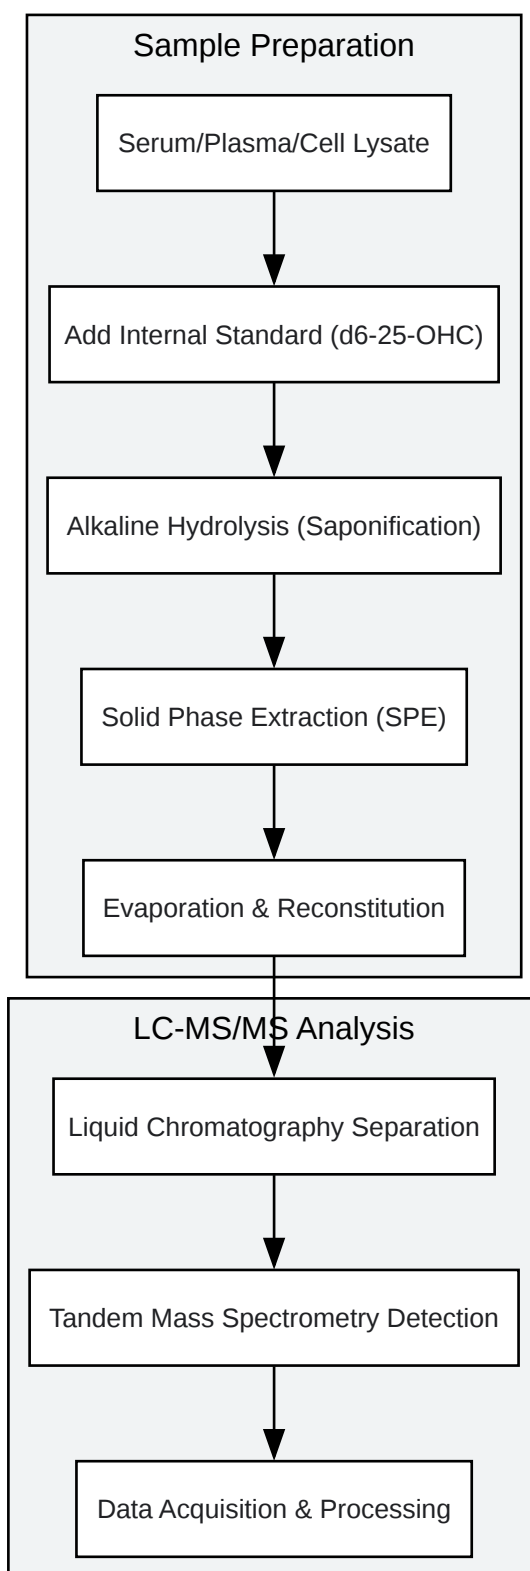 Sample Preparation
Serum/Plasma/Cell Lysate
Add Internal Standard (d6-25-OHC)
Alkaline Hydrolysis (Saponification)
Solid Phase Extraction (SPE)
Evaporation & Reconstitution
LC-MS/MS Analysis
Liquid Chromatography Separation
Tandem Mass Spectrometry Detection
Data Acquisition & Processing